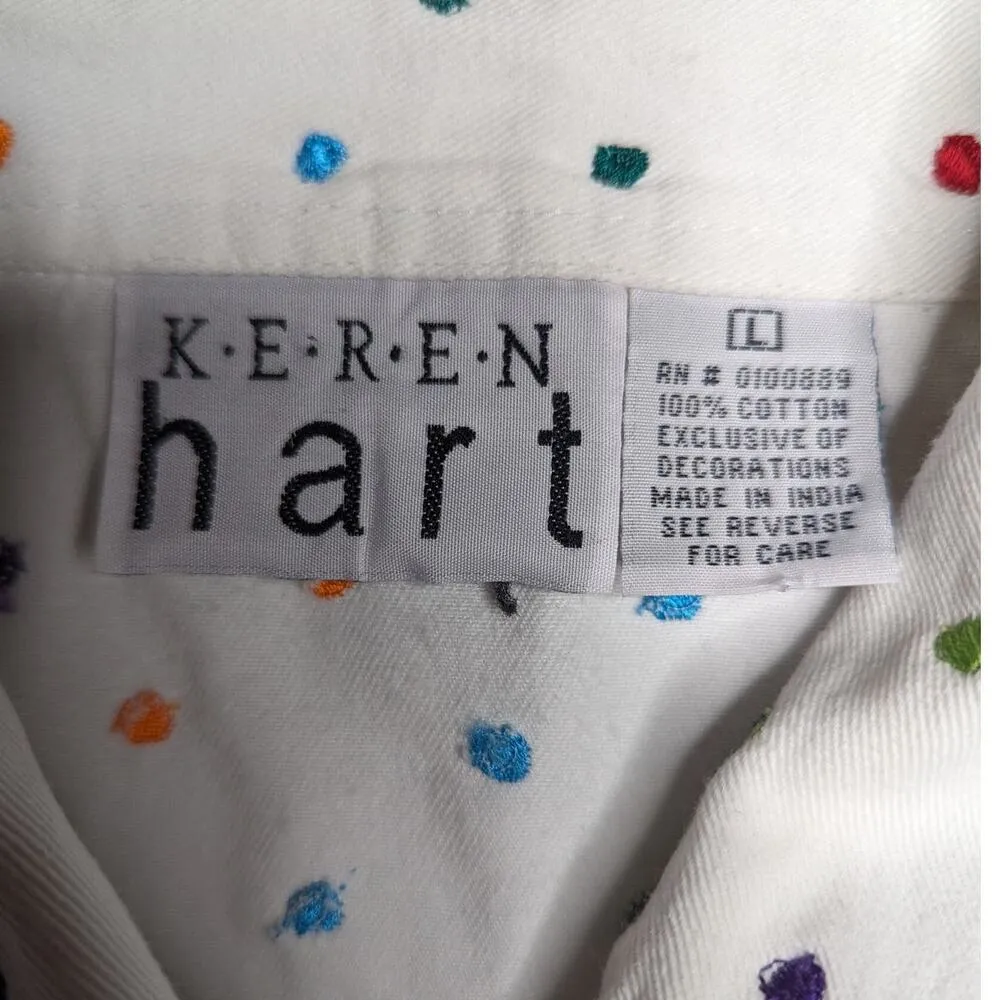 K·E·R·E·N
hart
L
RN # 0100889
100% COTTON
EXCLUSIVE OF
DECORATIONS
MADE IN INDIA
SEE REVERSE
FOR CARE